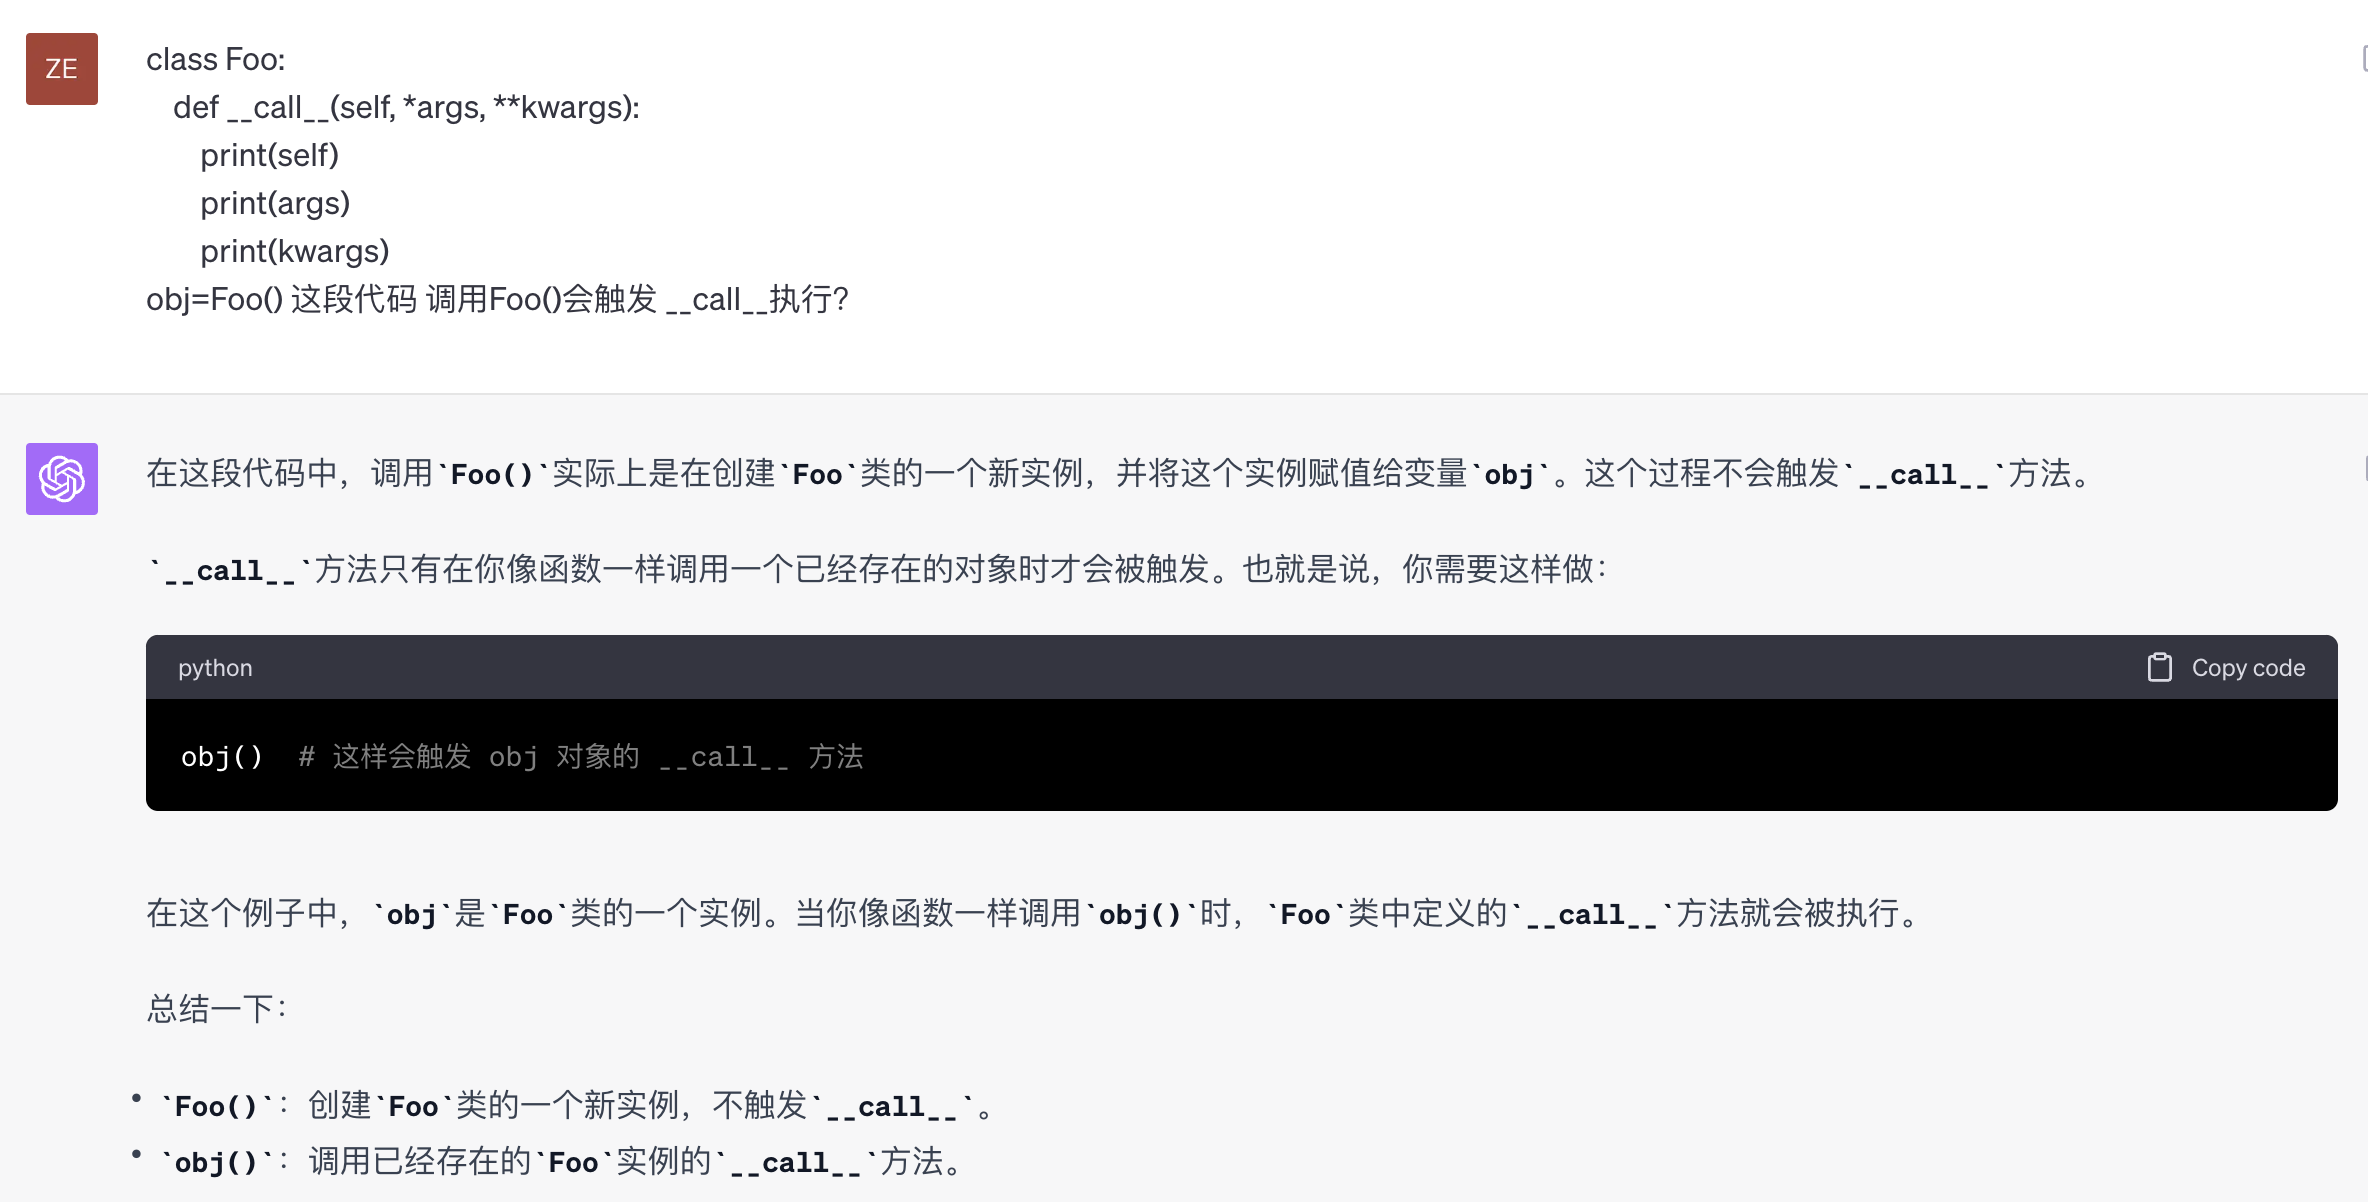 ZE
class Foo:
    def __call__(self, *args, **kwargs):
        print(self)
        print(args)
        print(kwargs)
obj=Foo() 这段代码 调用Foo()会触发 __call__执行?
在这段代码中，调用`Foo()`实际上是在创建`Foo`类的一个新实例，并将这个实例赋值给变量`obj`。这个过程不会触发`__call__`方法。
`__call__`方法只有在你像函数一样调用一个已经存在的对象时才会被触发。也就是说，你需要这样做：
python
Copy code
obj()  # 这样会触发 obj 对象的 __call__ 方法
在这个例子中，`obj`是`Foo`类的一个实例。当你像函数一样调用`obj()`时，`Foo`类中定义的`__call__`方法就会被执行。
总结一下：
• `Foo()`：创建`Foo`类的一个新实例，不触发`__call__`。
• `obj()`：调用已经存在的`Foo`实例的`__call__`方法。